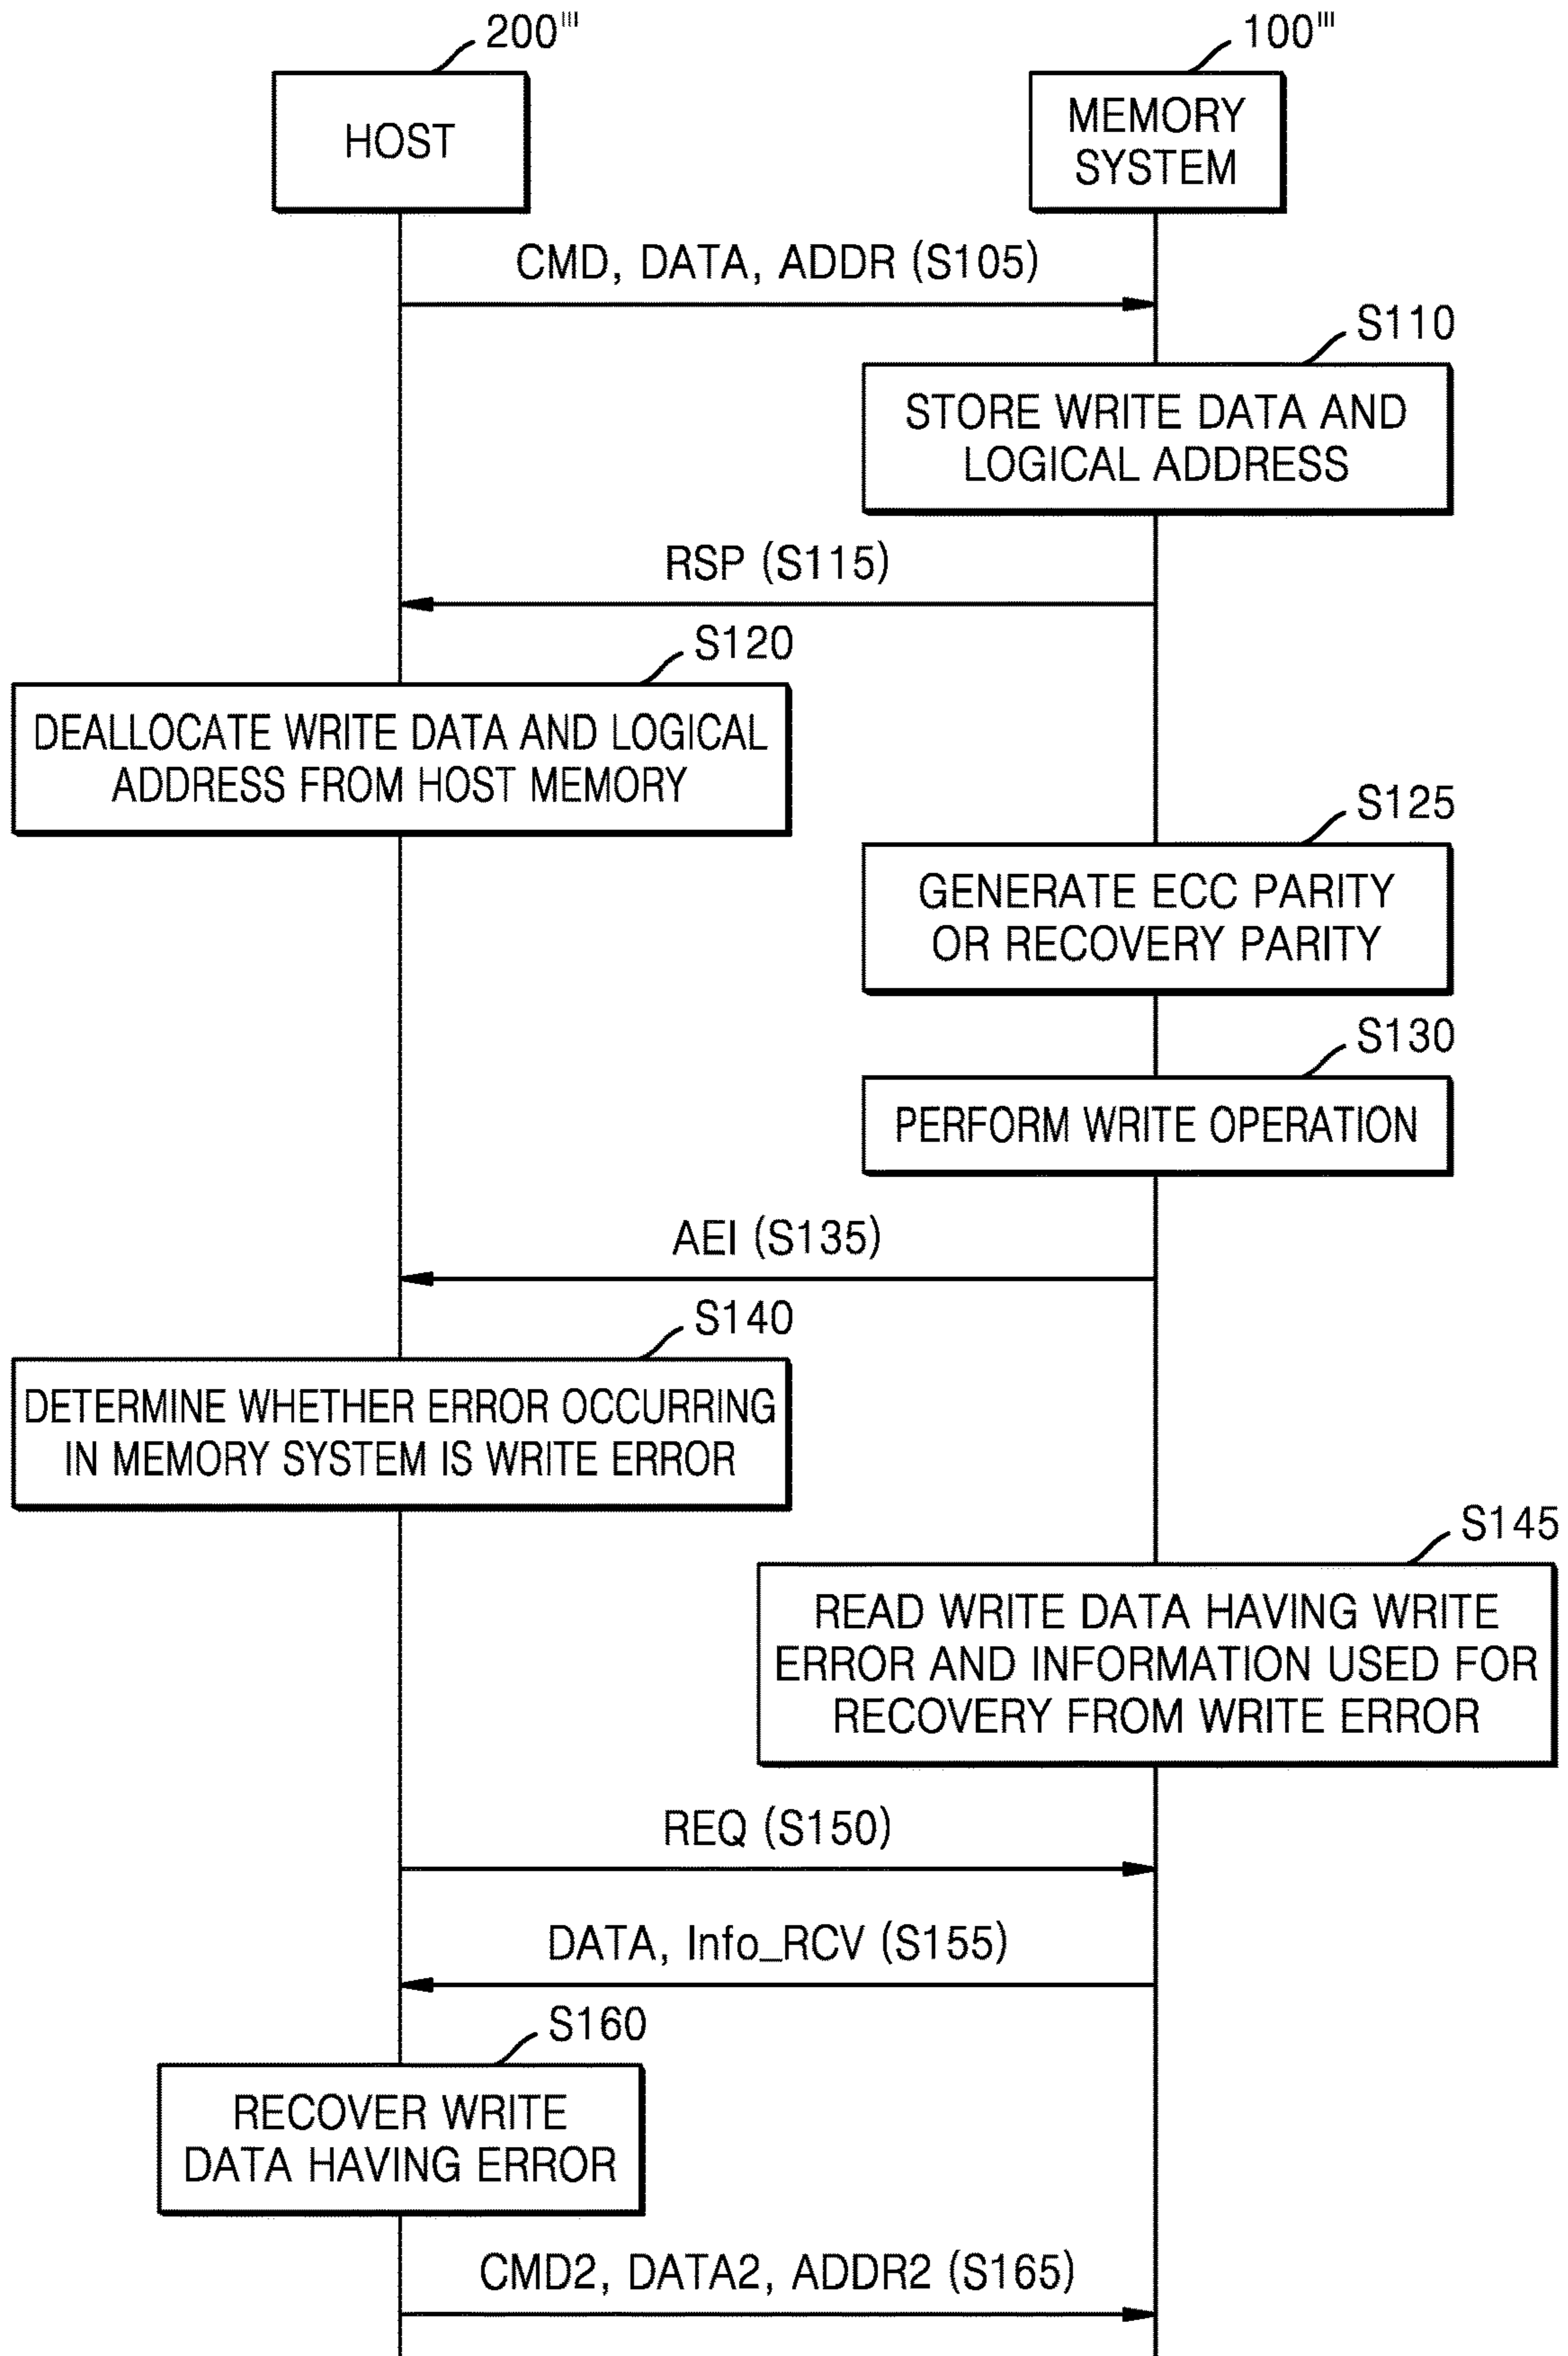 200'''
100'''
HOST
MEMORY
SYSTEM
CMD, DATA, ADDR (S105)
S110
STORE WRITE DATA AND
LOGICAL ADDRESS
RSP (S115)
S120
DEALLOCATE WRITE DATA AND LOGICAL
ADDRESS FROM HOST MEMORY
S125
GENERATE ECC PARITY
OR RECOVERY PARITY
S130
PERFORM WRITE OPERATION
AEI (S135)
S140
DETERMINE WHETHER ERROR OCCURRING
IN MEMORY SYSTEM IS WRITE ERROR
S145
READ WRITE DATA HAVING WRITE
ERROR AND INFORMATION USED FOR
RECOVERY FROM WRITE ERROR
REQ (S150)
DATA, Info_RCV (S155)
S160
RECOVER WRITE
DATA HAVING ERROR
CMD2, DATA2, ADDR2 (S165)